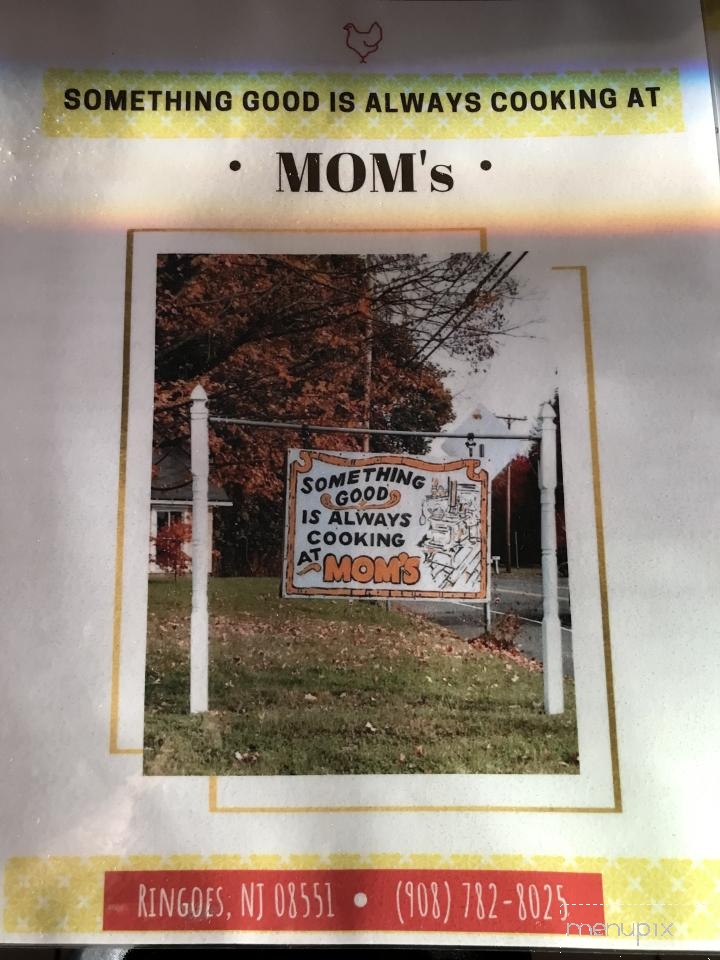 SOMETHING GOOD IS ALWAYS COOKING AT
• MOM's •
SOMETHING
GOOD
IS ALWAYS
COOKING
AT MOM'S
RINGOES, NJ 08551 • (908) 782-8025
menupix